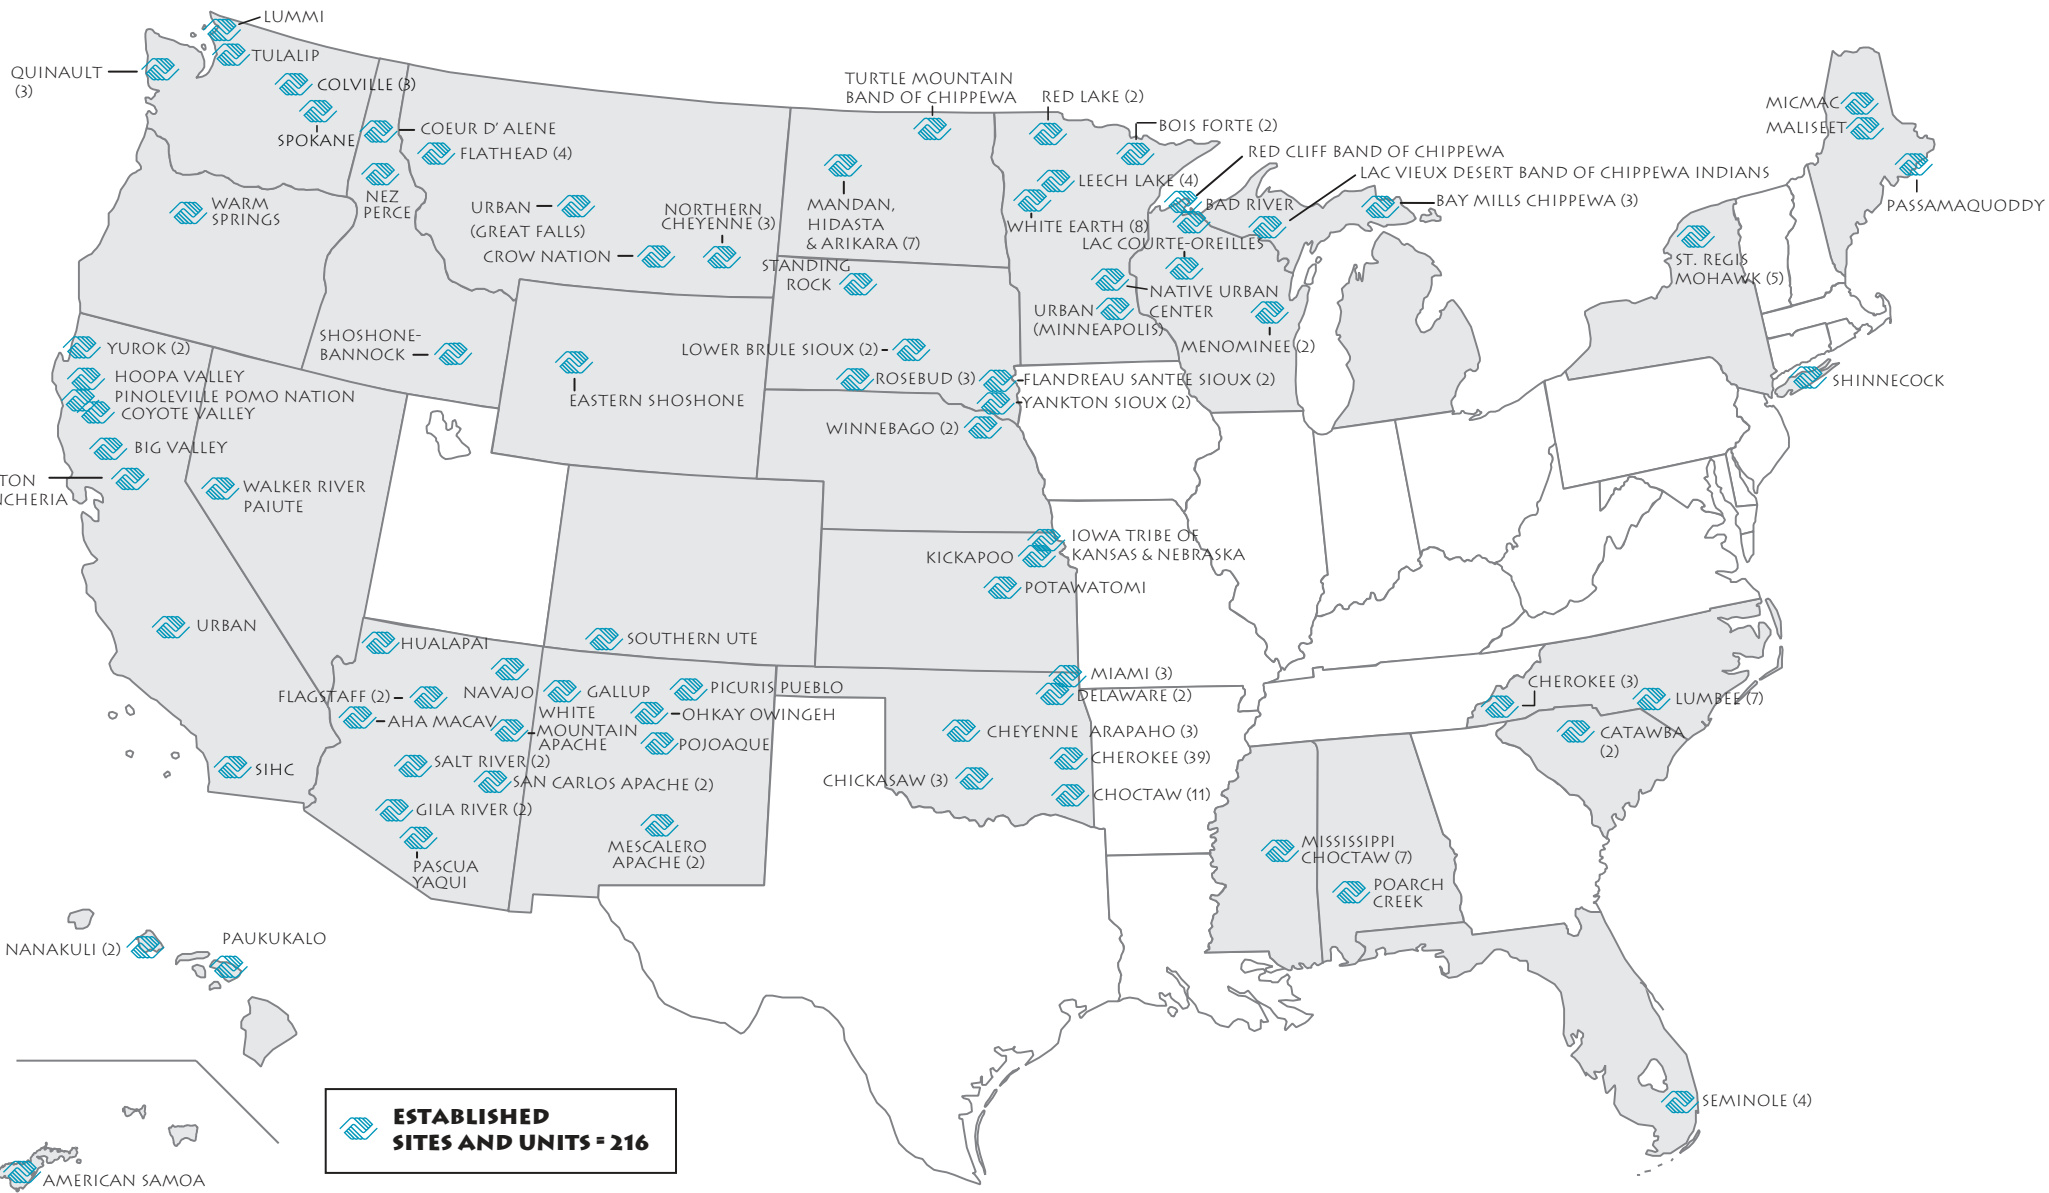 LUMMI
TULALIP
QUINAULT
(3)
COLVILLE (3)
SPOKANE
COEUR D' ALENE
FLATHEAD (4)
NEZ
PERCE
WARM
SPRINGS
URBAN
(GREAT FALLS)
NORTHERN
CHEYENNE (3)
CROW NATION
TURTLE MOUNTAIN
BAND OF CHIPPEWA
RED LAKE (2)
BOIS FORTE (2)
RED CLIFF BAND OF CHIPPEWA
LAC VIEUX DESERT BAND OF CHIPPEWA INDIANS
LEECH LAKE (4)
BAD RIVER
BAY MILLS CHIPPEWA (3)
MANDAN,
HIDASTA
& ARIKARA (7)
WHITE EARTH (8)
LAC COURTE-OREILLES
MICMAC
MALISEET
PASSAMAQUODDY
ST. REGIS
MOHAWK (5)
STANDING
ROCK
NATIVE URBAN
CENTER
URBAN
(MINNEAPOLIS)
MENOMINEE (2)
SHOSHONE-
BANNOCK
YUROK (2)
HOOPA VALLEY
PINOLEVILLE POMO NATION
COYOTE VALLEY
BIG VALLEY
TON
NCHERIA
WALKER RIVER
PAIUTE
EASTERN SHOSHONE
LOWER BRULE SIOUX (2)
ROSEBUD (3)
FLANDREAU SANTEE SIOUX (2)
YANKTON SIOUX (2)
WINNEBAGO (2)
SHINNECOCK
IOWA TRIBE OF
KANSAS & NEBRASKA
KICKAPOO
POTAWATOMI
URBAN
HUALAPAI
SOUTHERN UTE
NAVAJO
FLAGSTAFF (2)
AHA MACAV
GALLUP
PICURIS PUEBLO
OHKAY OWINGEH
WHITE
MOUNTAIN
APACHE
POJOAQUE
MIAMI (3)
DELAWARE (2)
CHEYENNE ARAPAHO (3)
CHEROKEE (39)
CHICKASAW (3)
CHOCTAW (11)
CHEROKEE (3)
LUMBEE (7)
CATAWBA
(2)
SIHC
SALT RIVER (2)
SAN CARLOS APACHE (2)
GILA RIVER (2)
PASCUA
YAQUI
MESCALERO
APACHE (2)
MISSISSIPPI
CHOCTAW (7)
POARCH
CREEK
NANAKULI (2)
PAUKUKALO
SEMINOLE (4)
ESTABLISHED
SITES AND UNITS = 216
AMERICAN SAMOA